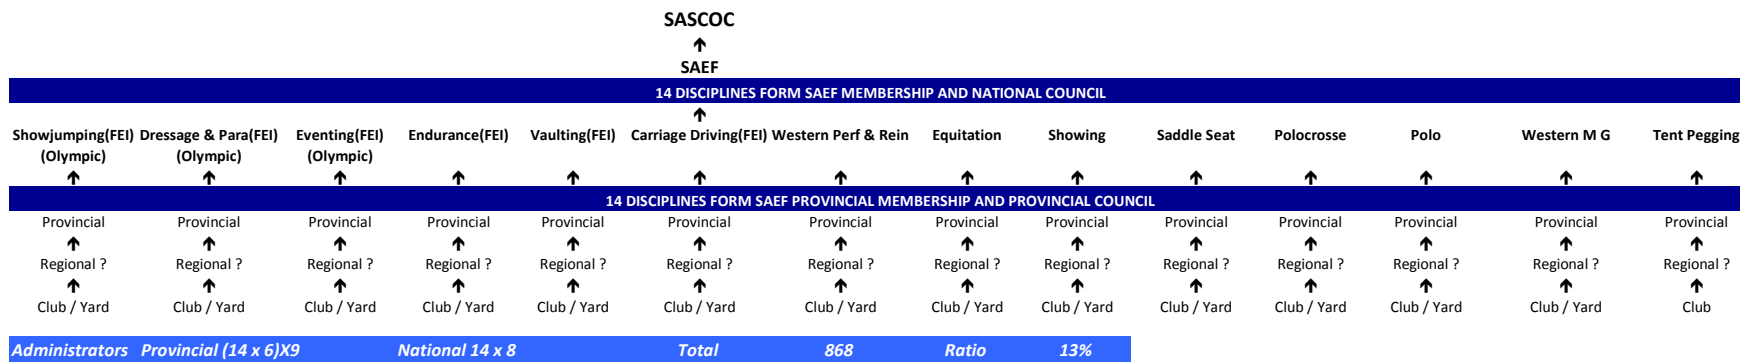 SASCOC
↑
SAEF
14 DISCIPLINES FORM SAEF MEMBERSHIP AND NATIONAL COUNCIL
↑
Showjumping(FEI) Dressage & Para(FEI) Eventing(FEI) Endurance(FEI) Vaulting(FEI) Carriage Driving(FEI) Western Perf & Rein Equitation Showing Saddle Seat Polocrosse Polo Western M G Tent Pegging
(Olympic) (Olympic) (Olympic)
↑ ↑ ↑ ↑ ↑ ↑ ↑ ↑ ↑ ↑ ↑ ↑ ↑ ↑
14 DISCIPLINES FORM SAEF PROVINCIAL MEMBERSHIP AND PROVINCIAL COUNCIL
Provincial Provincial Provincial Provincial Provincial Provincial Provincial Provincial Provincial Provincial Provincial Provincial Provincial Provincial
↑ ↑ ↑ ↑ ↑ ↑ ↑ ↑ ↑ ↑ ↑ ↑ ↑ ↑
Regional ? Regional ? Regional ? Regional ? Regional ? Regional ? Regional ? Regional ? Regional ? Regional ? Regional ? Regional ? Regional ? Regional ?
↑ ↑ ↑ ↑ ↑ ↑ ↑ ↑ ↑ ↑ ↑ ↑ ↑ ↑
Club / Yard Club / Yard Club / Yard Club / Yard Club / Yard Club / Yard Club / Yard Club / Yard Club / Yard Club / Yard Club / Yard Club / Yard Club / Yard Club
Administrators Provincial (14 x 6)X9 National 14 x 8 Total 868 Ratio 13%